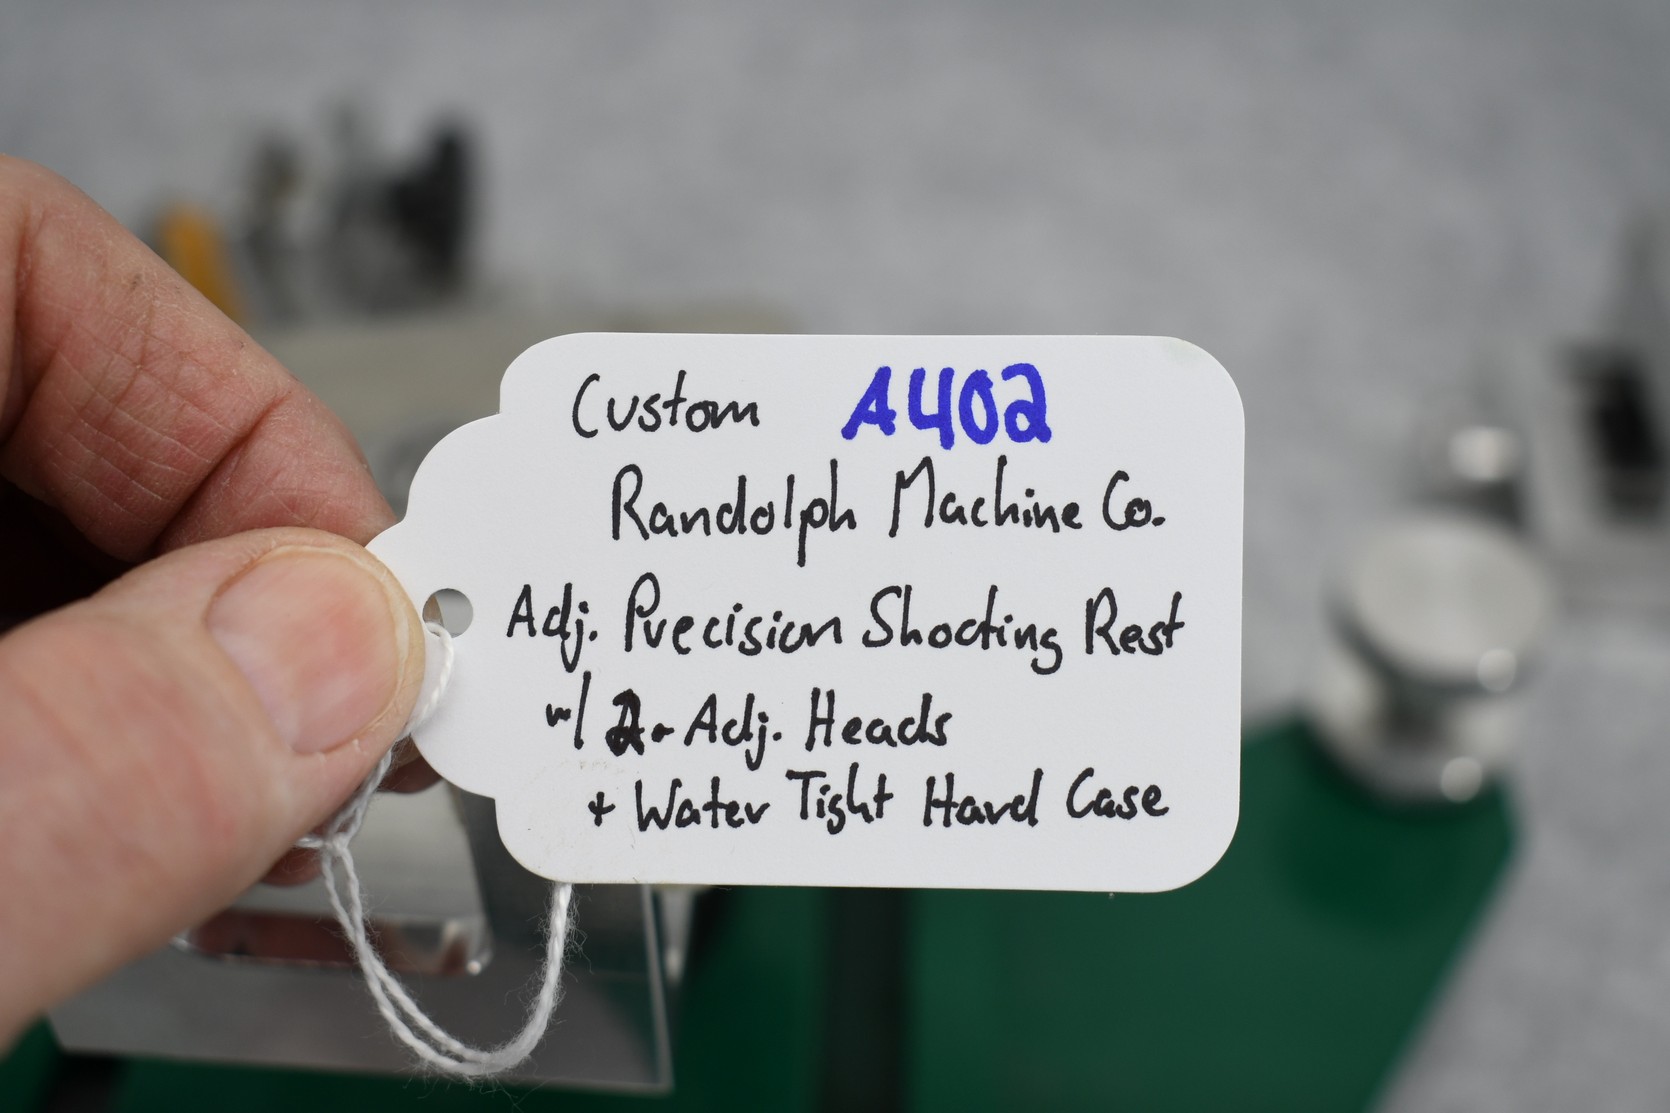 Custom A402
Randolph Machine Co.
Adj. Precision Shooting Rest
w/ 2- Adj. Heads
+ Water Tight Hard Case